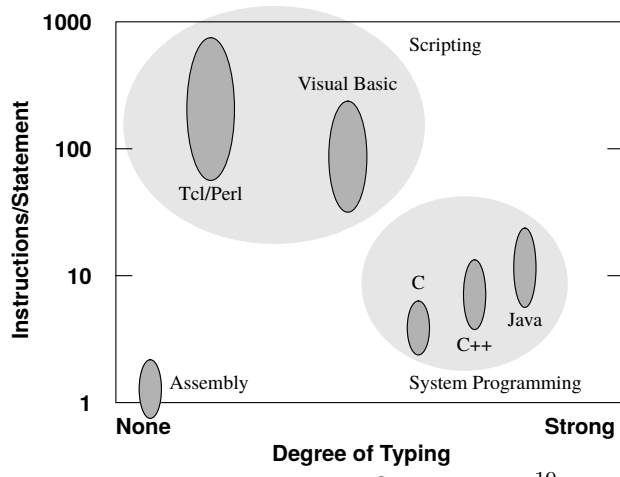 1000
Scripting
Visual Basic
100
Tcl/Perl
Instructions/Statement
10
C
Java
C++
Assembly
System Programming
1
None
Strong
Degree of Typing